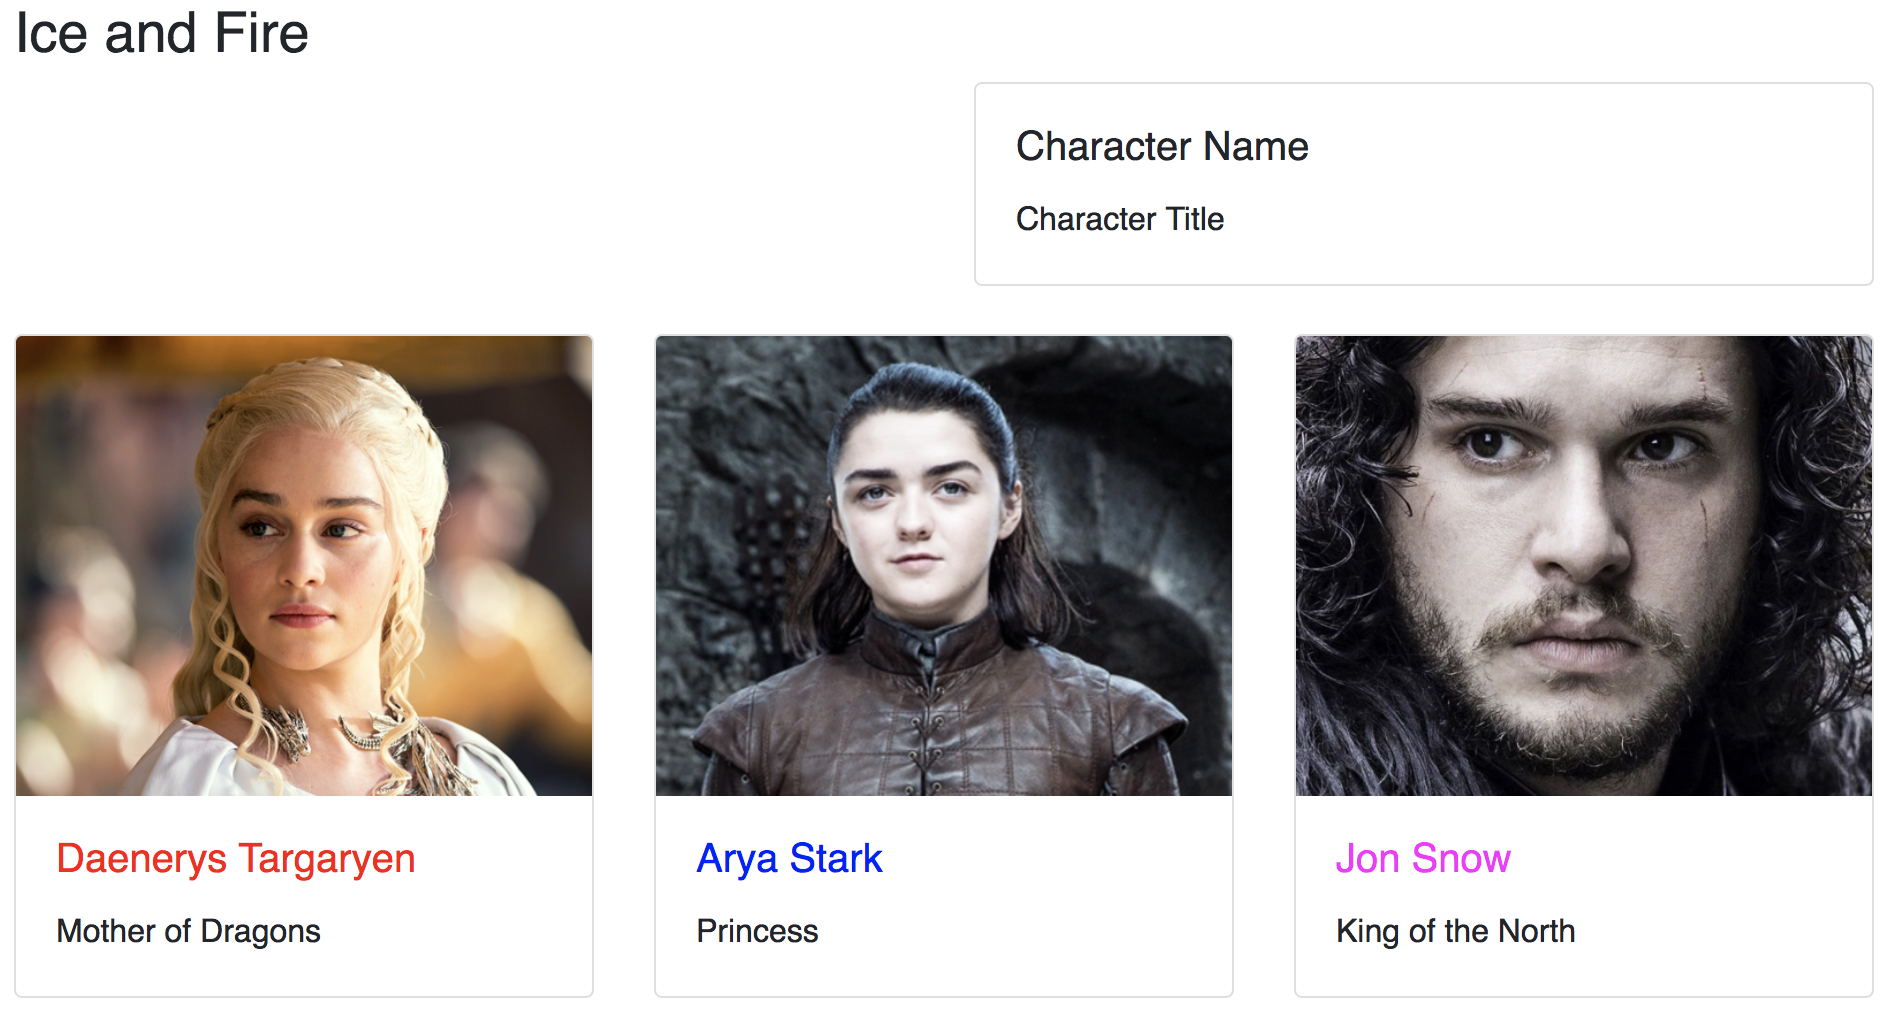 Ice and Fire
Character Name
Character Title
Daenerys Targaryen
Mother of Dragons
Arya Stark
Princess
Jon Snow
King of the North